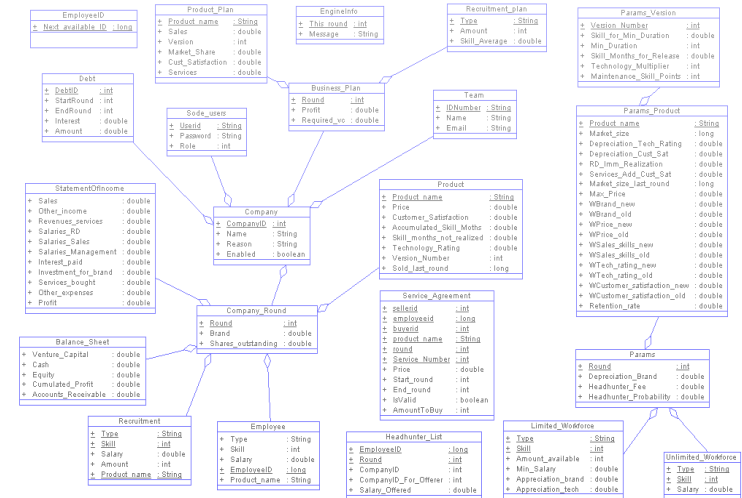 EmployeeID
+ Next_available_ID : long
Product_Plan
+ Product_name : String
+ Sales : double
+ Version : int
+ Market_Share : double
+ Cust_Satisfaction : double
+ Services : double
EngineInfo
+ This_round : int
+ Message : String
Recruitment_plan
+ Type : String
+ Amount : int
+ Skill_Average : double
Params_Version
+ Version_Number : int
+ Skill_for_Min_Duration : double
+ Min_Duration : int
+ Skill_Months_for_Release : double
+ Technology_Multiplier : int
+ Maintenance_Skill_Points : int
Debt
+ DebtID : int
+ StartRound : int
+ EndRound : int
+ Interest : double
+ Amount : double
Sode_users
+ Userid : String
+ Password : String
+ Role : int
Business_Plan
+ Round : int
+ Profit : double
+ Required_vc : double
Team
+ IDNumber : String
+ Name : String
+ Email : String
Params_Product
+ Product_name : String
+ Market_size : long
+ Depreciation_Tech_Rating : double
+ Depreciation_Cust_Sat : double
+ RD_Imm_Realization : double
+ Services_Add_Cust_Sat : double
+ Market_size_last_round : long
+ Max_Price : double
+ WBrand_new : double
+ WBrand_old : double
+ WPrice_new : double
+ WPrice_old : double
+ WSales_skills_new : double
+ WSales_skills_old : double
+ WTech_rating_new : double
+ WTech_rating_old : double
+ WCustomer_satisfaction_new : double
+ WCustomer_satisfaction_old : double
+ Retention_rate : double
StatementOfIncome
+ Sales : double
+ Other_income : double
+ Revenues_services : double
+ Salaries_RD : double
+ Salaries_Sales : double
+ Salaries_Management : double
+ Interest_paid : double
+ Investment_for_brand : double
+ Services_bought : double
+ Other_expenses : double
+ Profit : double
Company
+ CompanyID : int
+ Name : String
+ Reason : String
+ Enabled : boolean
Product
+ Product_name : String
+ Price : double
+ Customer_Satisfaction : double
+ Accumulated_Skill_Moths : double
+ Skill_months_not_realized : double
+ Technology_Rating : double
+ Version_Number : int
+ Sold_last_round : long
Company_Round
+ Round : int
+ Brand : double
+ Shares_outstanding : double
Service_Agreement
+ sellerid : int
+ employeeid : long
+ buyerid : int
+ product_name : String
+ round : int
+ Service_Number : int
+ Price : double
+ Start_round : int
+ End_round : int
+ IsValid : boolean
+ AmountToBuy : int
Balance_Sheet
+ Venture_Capital : double
+ Cash : double
+ Equity : double
+ Cumulated_Profit : double
+ Accounts_Receivable : double
Params
+ Round : int
+ Depreciation_Brand : double
+ Headhunter_Fee : double
+ Headhunter_Probability : double
Recruitment
+ Type : String
+ Skill : int
+ Salary : double
+ Amount : int
+ Product_name : String
Employee
+ Type : String
+ Skill : int
+ Salary : double
+ EmployeeID : long
+ Product_name : String
Headhunter_List
+ EmployeeID : long
+ Round : int
+ CompanyID : int
+ CompanyID_For_Offerer : int
+ Salary_Offered : double
Limited_Workforce
+ Type : String
+ Skill : int
+ Amount_available : int
+ Min_Salary : double
+ Appreciation_brand : double
+ Appreciation_tech : double
Unlimited_Workforce
+ Type : String
+ Skill : int
+ Salary : double